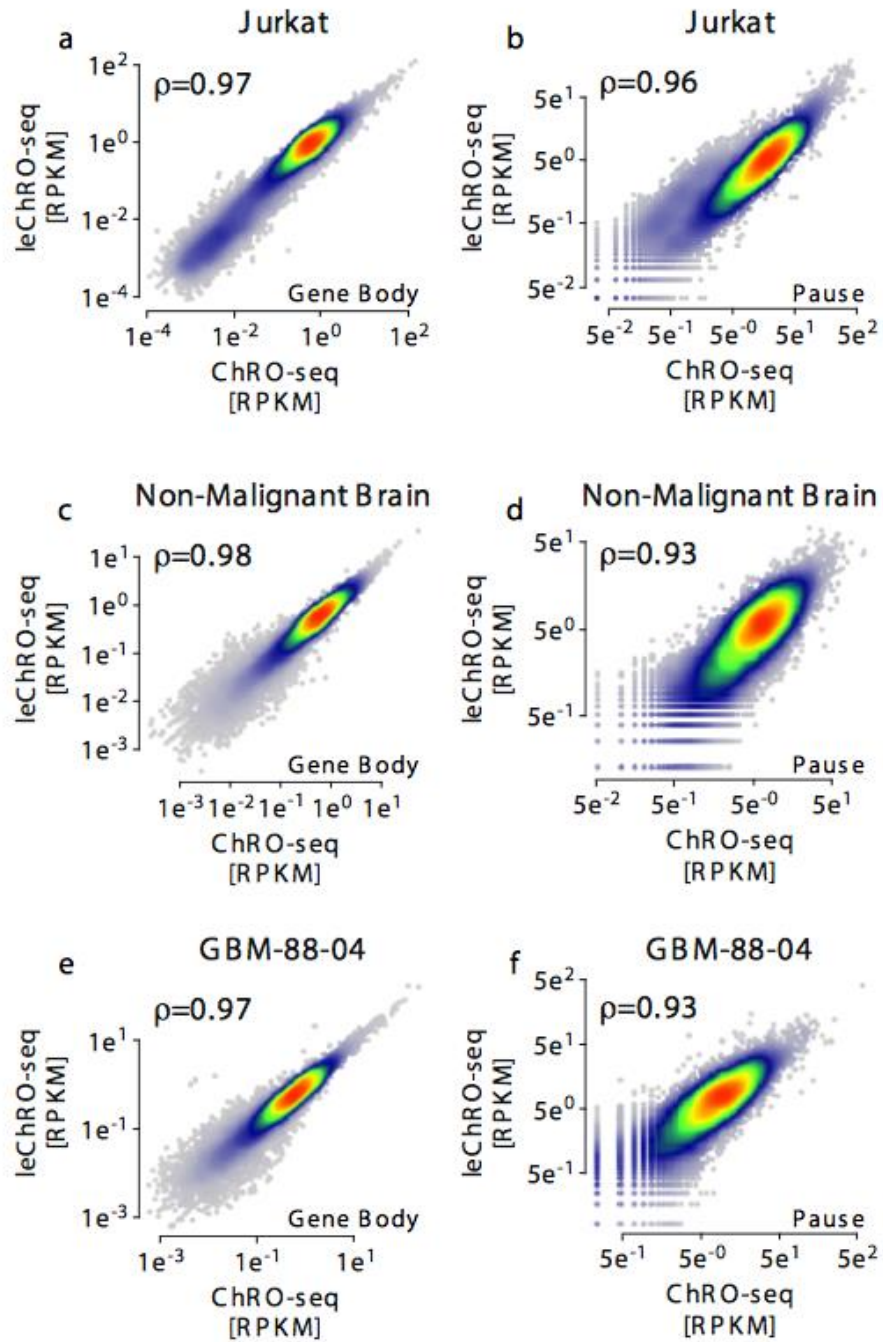 a
Jurkat
ρ=0.97
leChRO-seq
[RPKM]
1e²
1e⁰
1e⁻²
1e⁻⁴
Gene Body
1e⁻⁴ 1e⁻² 1e⁰ 1e²
ChRO-seq
[RPKM]
b
Jurkat
ρ=0.96
leChRO-seq
[RPKM]
5e¹
5e⁰
5e⁻¹
5e⁻²
Pause
5e⁻² 5e⁻¹ 5e⁻⁰ 5e¹ 5e²
ChRO-seq
[RPKM]
c
Non-Malignant Brain
ρ=0.98
leChRO-seq
[RPKM]
1e¹
1e⁰
1e⁻¹
1e⁻²
1e⁻³
Gene Body
1e⁻³ 1e⁻² 1e⁻¹ 1e⁰ 1e¹
ChRO-seq
[RPKM]
d
Non-Malignant Brain
ρ=0.93
leChRO-seq
[RPKM]
5e¹
5e⁰
5e⁻¹
Pause
5e⁻² 5e⁻¹ 5e⁻⁰ 5e¹
ChRO-seq
[RPKM]
e
GBM-88-04
ρ=0.97
leChRO-seq
[RPKM]
1e¹
1e⁻¹
1e⁻³
Gene Body
1e⁻³ 1e⁻¹ 1e¹
ChRO-seq
[RPKM]
f
GBM-88-04
ρ=0.93
leChRO-seq
[RPKM]
5e²
5e¹
5e⁰
5e⁻¹
Pause
5e⁻¹ 5e⁻⁰ 5e¹ 5e²
ChRO-seq
[RPKM]